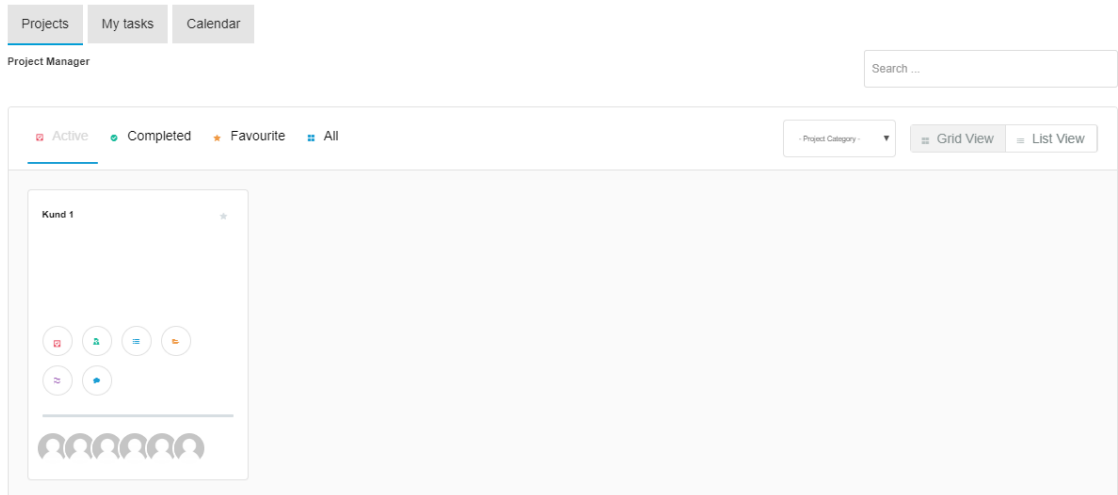 Projects My tasks Calendar
Project Manager
Search ...
Active Completed Favourite All
- Project Category -
Grid View List View
Kund 1